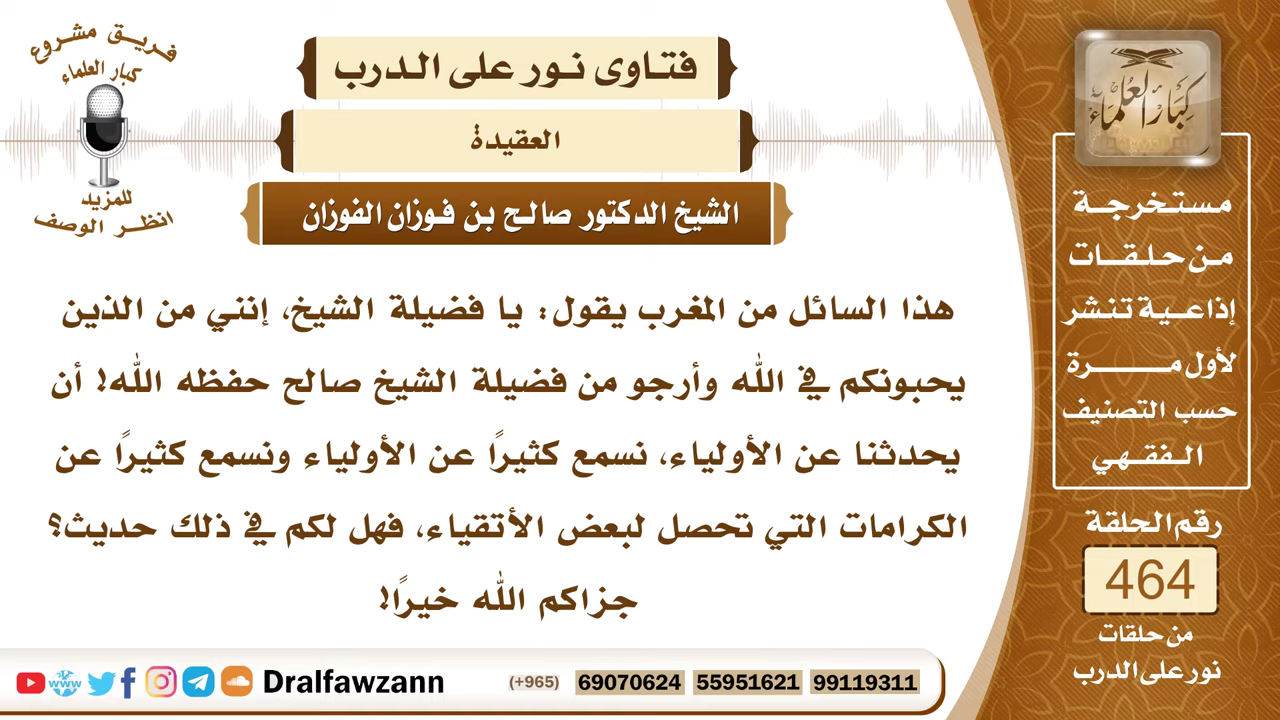 فريق مشروع
كبار العلماء
للمزيد
انظر الوصف
فتاوى نور على الدرب
العقيدة
الشيخ الدكتور صالح بن فوزان الفوزان
هذا السائل من المغرب يقول: يا فضيلة الشيخ، إنني من الذين
يحبونكم في الله وأرجو من فضيلة الشيخ صالح حفظه الله! أن
يحدثنا عن الأولياء، نسمع كثيرًا عن الأولياء ونسمع كثيرًا عن
الكرامات التي تحصل لبعض الأتقياء، فهل لكم في ذلك حديث؟
جزاكم الله خيرًا!
كبار العلماء
مستخرجة
من حلقات
إذاعية تنشر
لأول مرة
حسب التصنيف
الفقهي
رقم الحلقة
464
من حلقات
نور على الدرب
www Dralfawzann (+965) 69070624 55951621 99119311